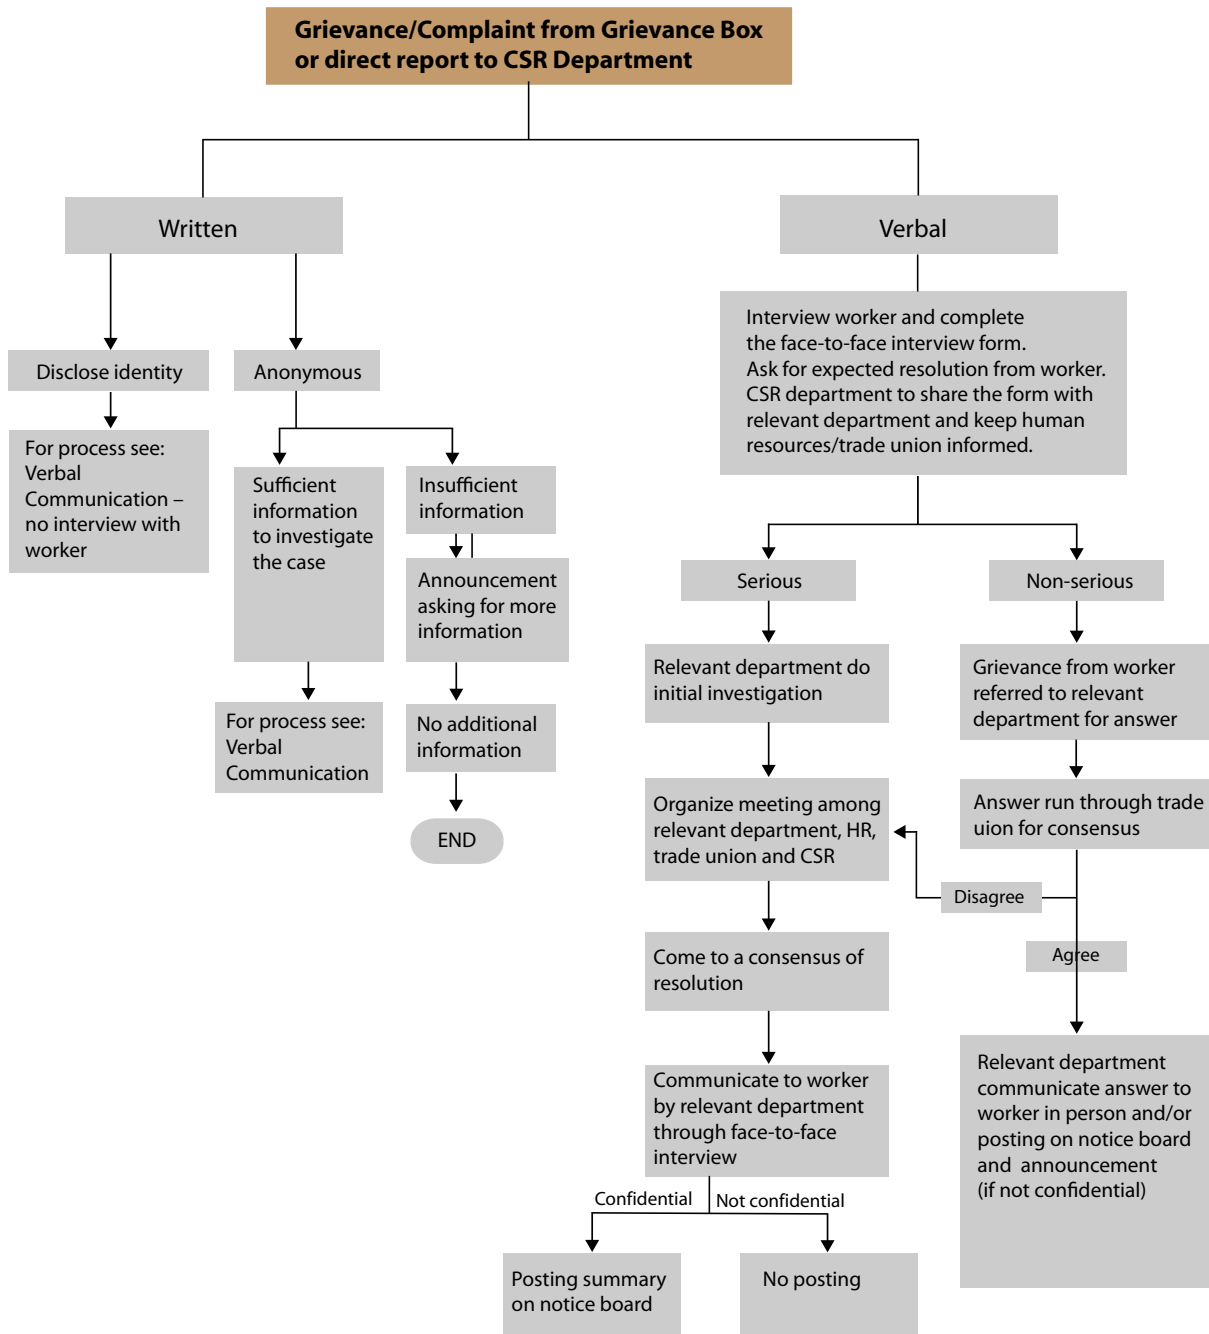 Grievance/Complaint from Grievance Box
or direct report to CSR Department
Written
Disclose identity
For process see:
Verbal
Communication –
no interview with
worker
Anonymous
Sufficient
information
to investigate
the case
For process see:
Verbal
Communication
Insufficient
information
Announcement
asking for more
information
No additional
information
END
Verbal
Interview worker and complete
the face-to-face interview form.
Ask for expected resolution from worker.
CSR department to share the form with
relevant department and keep human
resources/trade union informed.
Serious
Relevant department do
initial investigation
Organize meeting among
relevant department, HR,
trade union and CSR
Come to a consensus of
resolution
Communicate to worker
by relevant department
through face-to-face
interview
Confidential
Not confidential
Posting summary
on notice board
No posting
Non-serious
Grievance from worker
referred to relevant
department for answer
Answer run through trade
uion for consensus
Disagree
Agree
Relevant department
communicate answer to
worker in person and/or
posting on notice board
and announcement
(if not confidential)